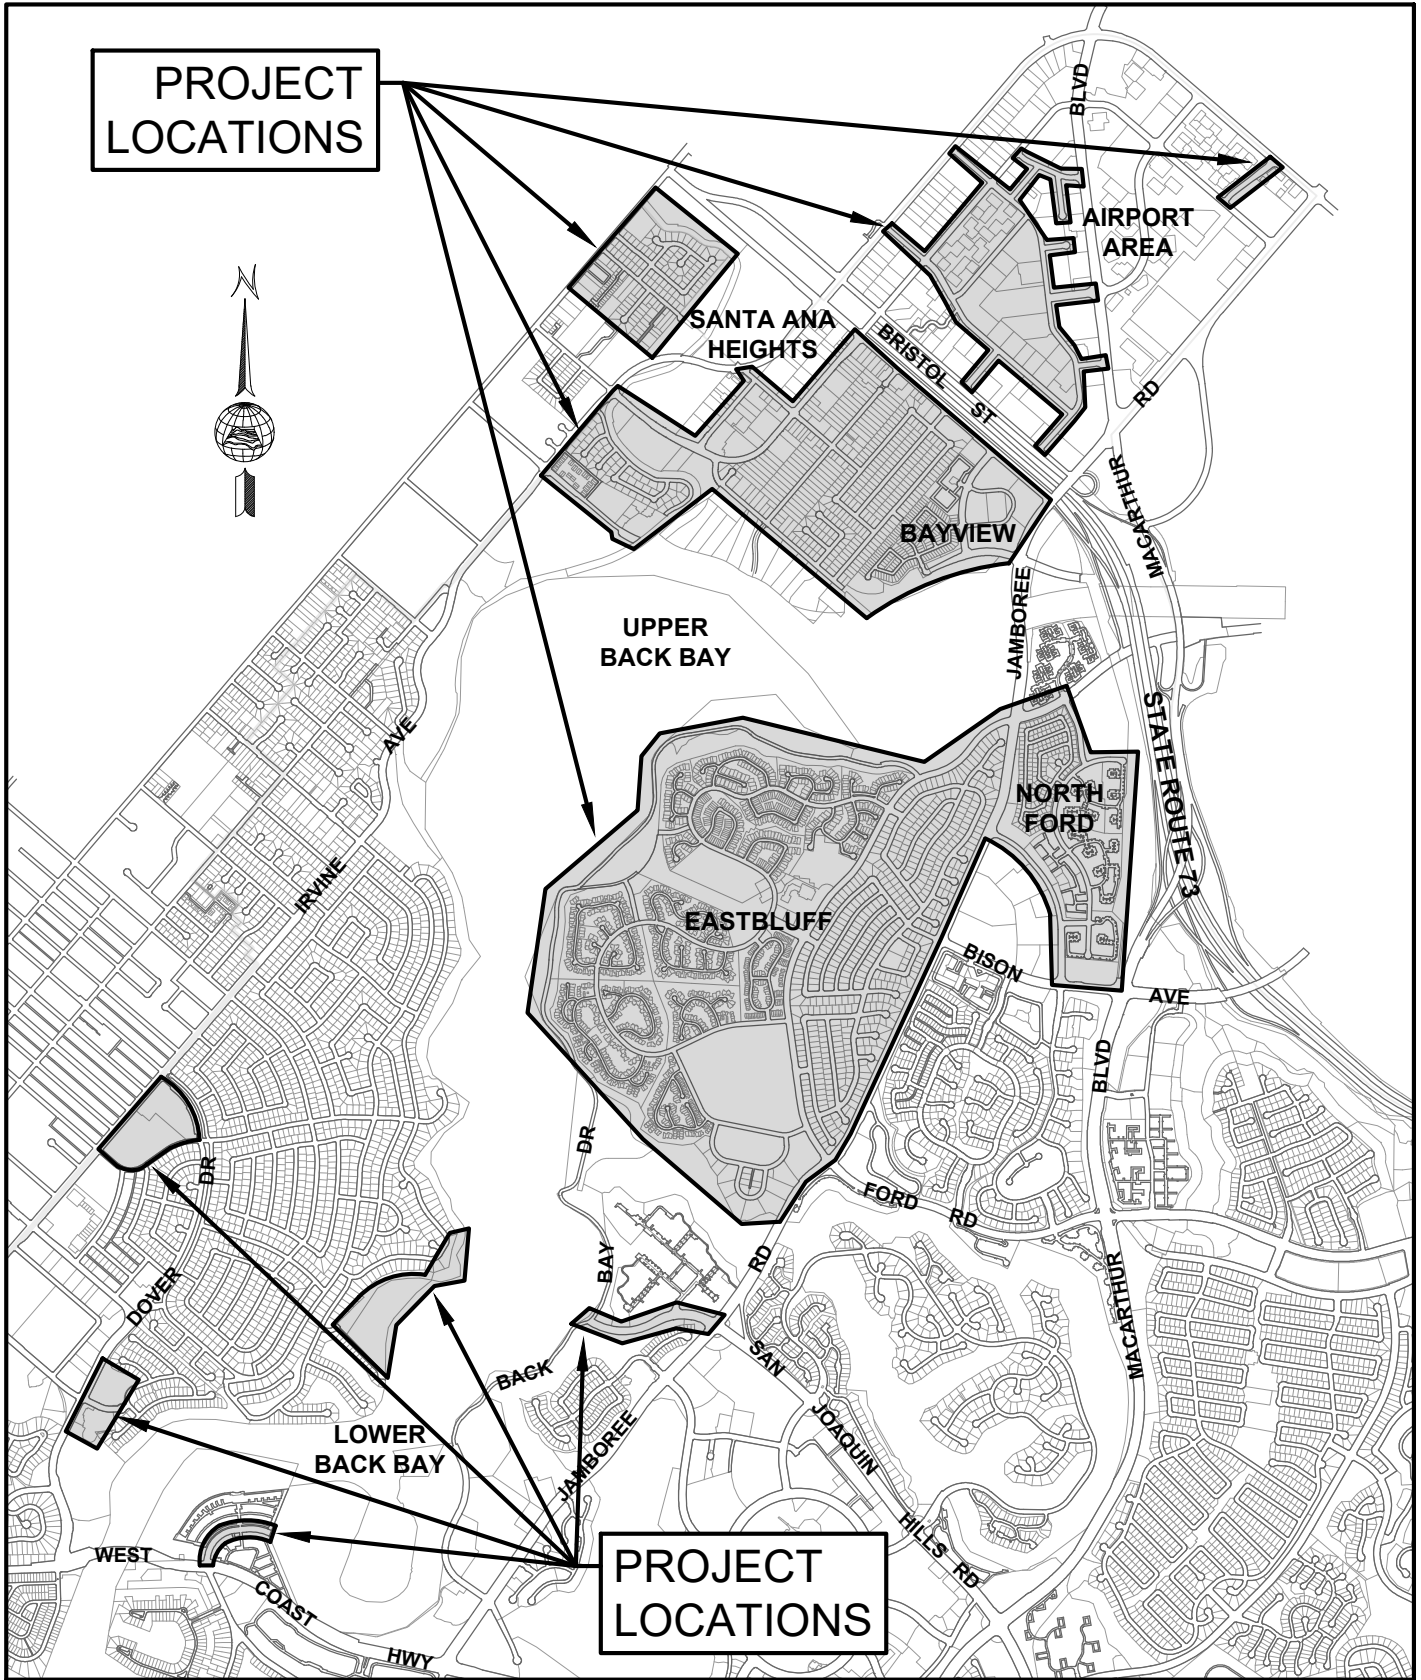 PROJECT
LOCATIONS
BLVD
N
AIRPORT
AREA
SANTA ANA
HEIGHTS
BRISTOL
ST
RD
MACARTHUR
BAYVIEW
JAMBOREE
UPPER
BACK BAY
STATE ROUTE 73
AVE
NORTH
FORD
IRVINE
EASTBLUFF
BISON
AVE
BLVD
DR
DR
FORD
RD
BAY
RD
DOVER
MACARTHUR
SAN
BACK
JOAQUIN
LOWER
BACK BAY
JAMBOREE
HILLS
RD
WEST
COAST
HWY
PROJECT
LOCATIONS